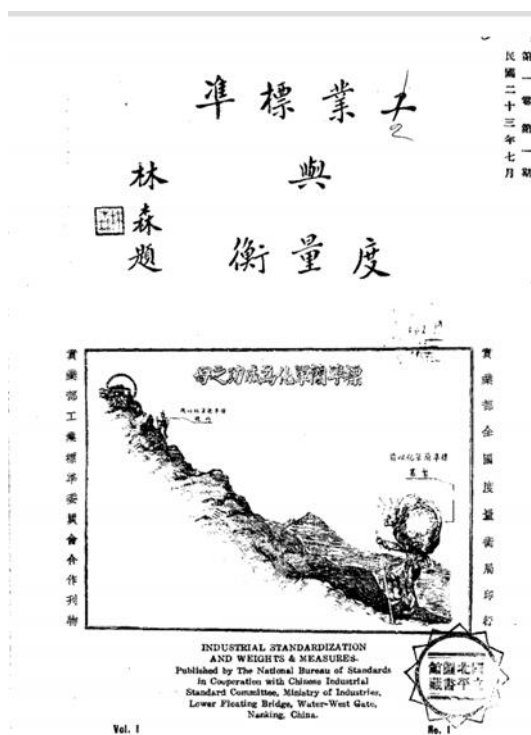 第一卷 第一期
民國二十三年七月
工業標準
與
度量衡
林森題
標準簡單化為成功之母
實業部全國度量衡局印行
實業部工業標準委員會合作刊物
INDUSTRIAL STANDARDIZATION
AND WEIGHTS & MEASURES.
Published by The National Bureau of Standards
in Cooperation with Chinese Industrial
Standard Committee, Ministry of Industries,
Lower Floating Bridge, Water-West Gate,
Nanking, China.
Vol. I
No. 1